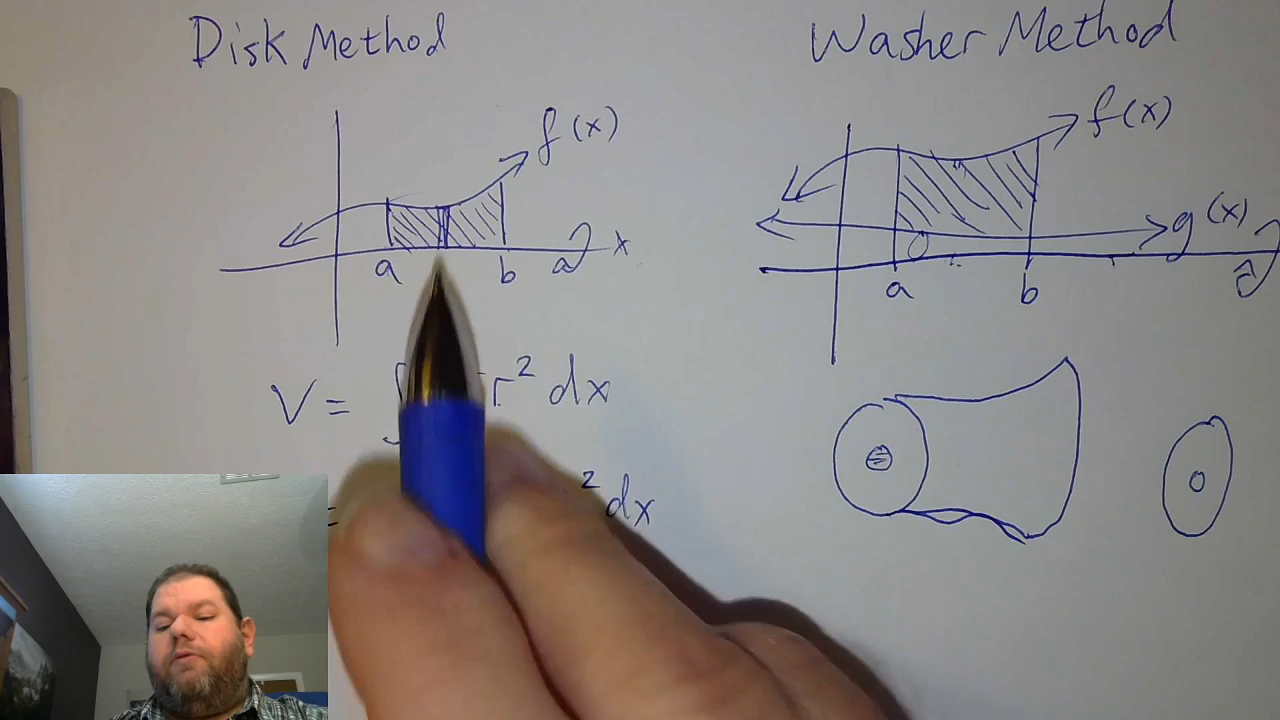 Disk Method
f(x)
a
b
x
V =
r² dx
=
² dx
Washer Method
f(x)
g(x)
a
b